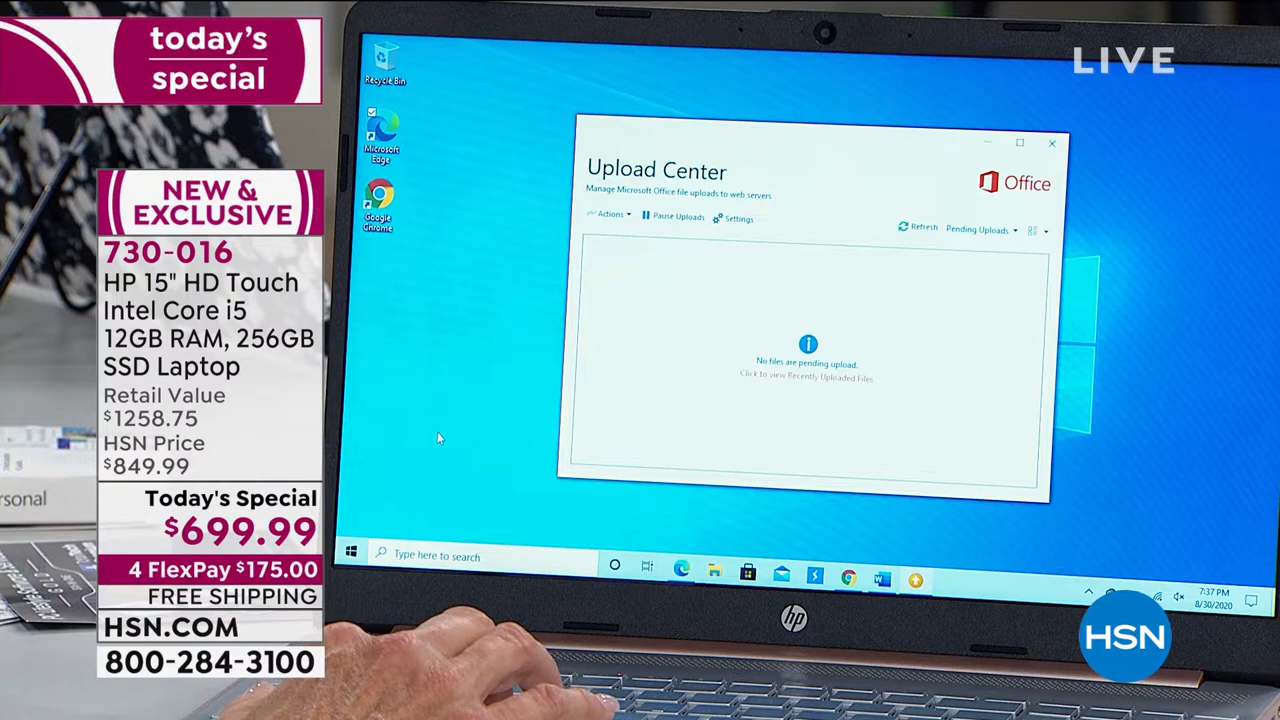 today's
special
LIVE
NEW &
EXCLUSIVE
730-016
HP 15" HD Touch
Intel Core i5
12GB RAM, 256GB
SSD Laptop
Retail Value
$1258.75
HSN Price
$849.99
Today's Special
$699.99
4 FlexPay $175.00
FREE SHIPPING
HSN.COM
800-284-3100
rsonal
Recycle Bin
Microsoft
Edge
Google
Chrome
Upload Center
Manage Microsoft Office file uploads to web servers
Office
Actions
Pause Uploads
Settings
Refresh
Pending Uploads
No files are pending upload.
Click to view Recently Uploaded Files
Type here to search
7:37 PM
8/30/2020
hp
HSN